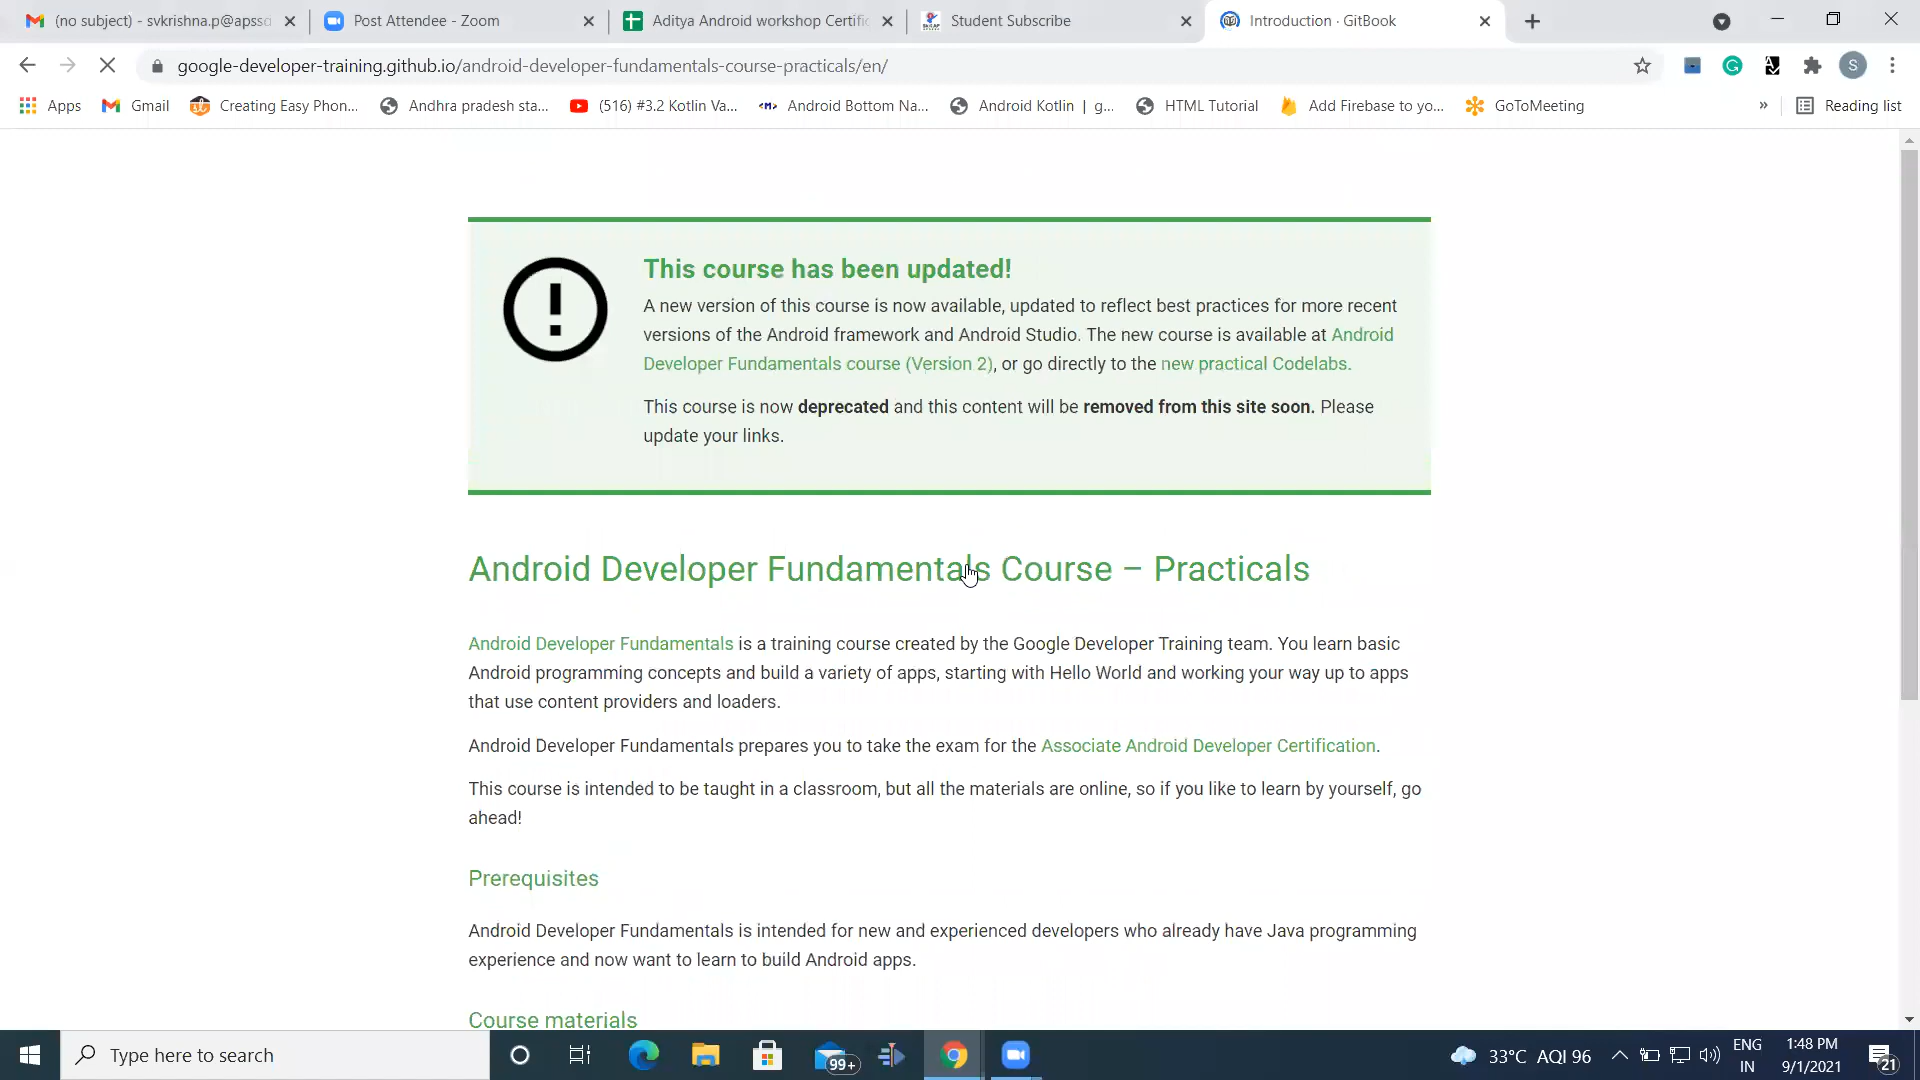 (no subject) - svkrishna.p@apssd
Post Attendee - Zoom
Aditya Android workshop Certific
Student Subscribe
Introduction · GitBook
google-developer-training.github.io/android-developer-fundamentals-course-practicals/en/
S
Apps
Gmail
Creating Easy Phon...
Andhra pradesh sta...
(516) #3.2 Kotlin Va...
<M>
Android Bottom Na...
Android Kotlin | g...
HTML Tutorial
Add Firebase to yo...
GoToMeeting
»
Reading list
This course has been updated!
A new version of this course is now available, updated to reflect best practices for more recent
versions of the Android framework and Android Studio. The new course is available at Android
Developer Fundamentals course (Version 2), or go directly to the new practical Codelabs.
This course is now deprecated and this content will be removed from this site soon. Please
update your links.
Android Developer Fundamentals Course – Practicals
Android Developer Fundamentals is a training course created by the Google Developer Training team. You learn basic
Android programming concepts and build a variety of apps, starting with Hello World and working your way up to apps
that use content providers and loaders.
Android Developer Fundamentals prepares you to take the exam for the Associate Android Developer Certification.
This course is intended to be taught in a classroom, but all the materials are online, so if you like to learn by yourself, go
ahead!
Prerequisites
Android Developer Fundamentals is intended for new and experienced developers who already have Java programming
experience and now want to learn to build Android apps.
Course materials
Type here to search
99+
33°C AQI 96
ENG
IN
1:48 PM
9/1/2021
21